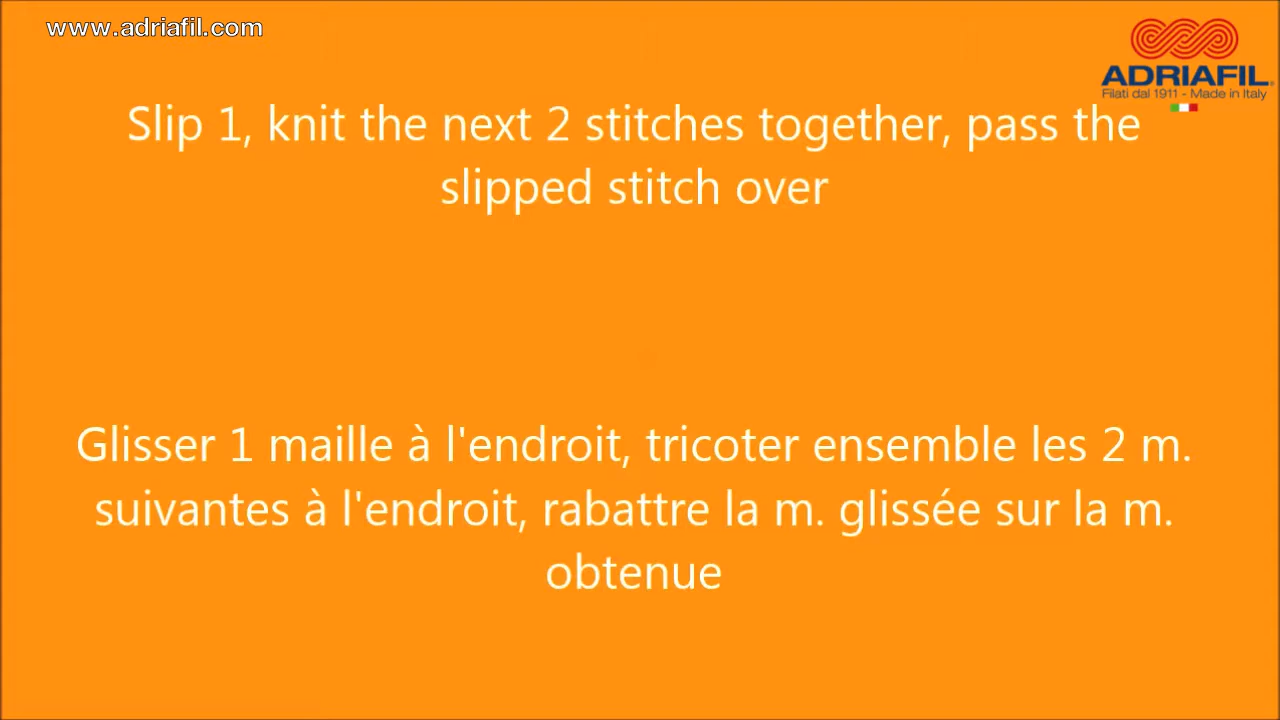 www.adriafil.com
ADRIAFIL
Filati dal 1911 - Made in Italy
Slip 1, knit the next 2 stitches together, pass the
slipped stitch over
Glisser 1 maille à l'endroit, tricoter ensemble les 2 m.
suivantes à l'endroit, rabattre la m. glissée sur la m.
obtenue